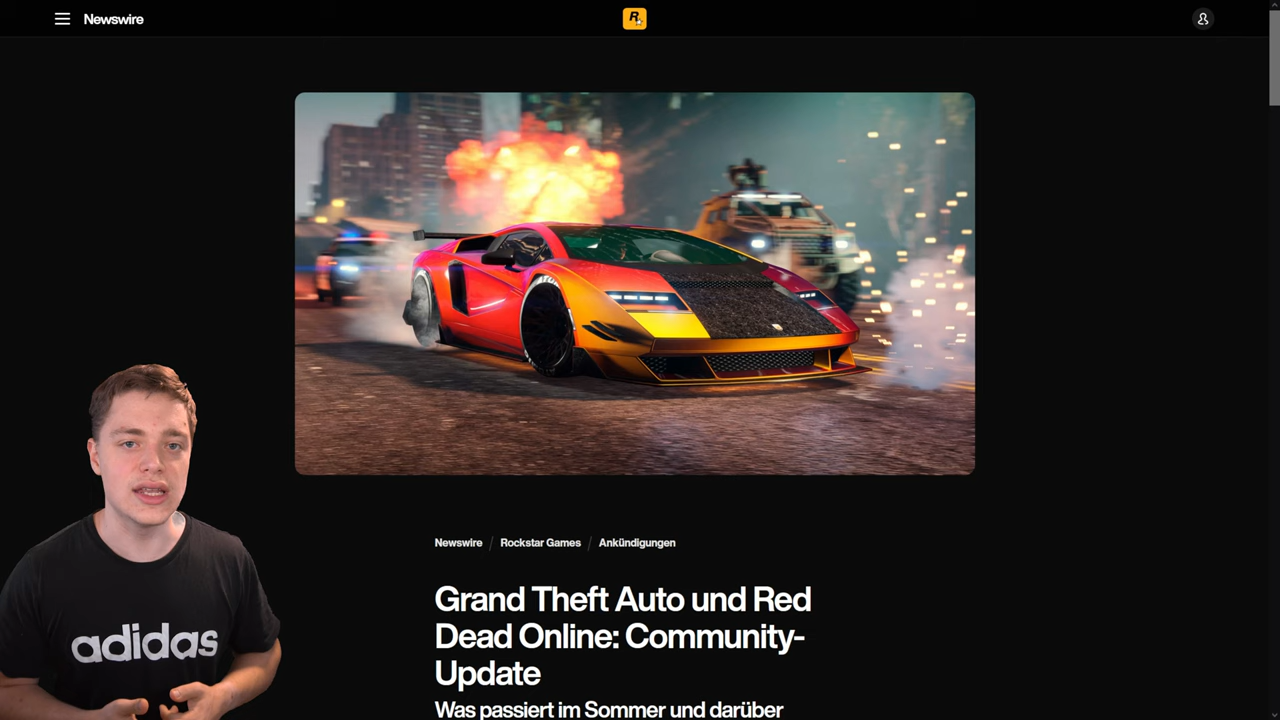 Newswire
R
Newswire / Rockstar Games / Ankündigungen
Grand Theft Auto und Red
Dead Online: Community-
Update
Was passiert im Sommer und darüber
adidas